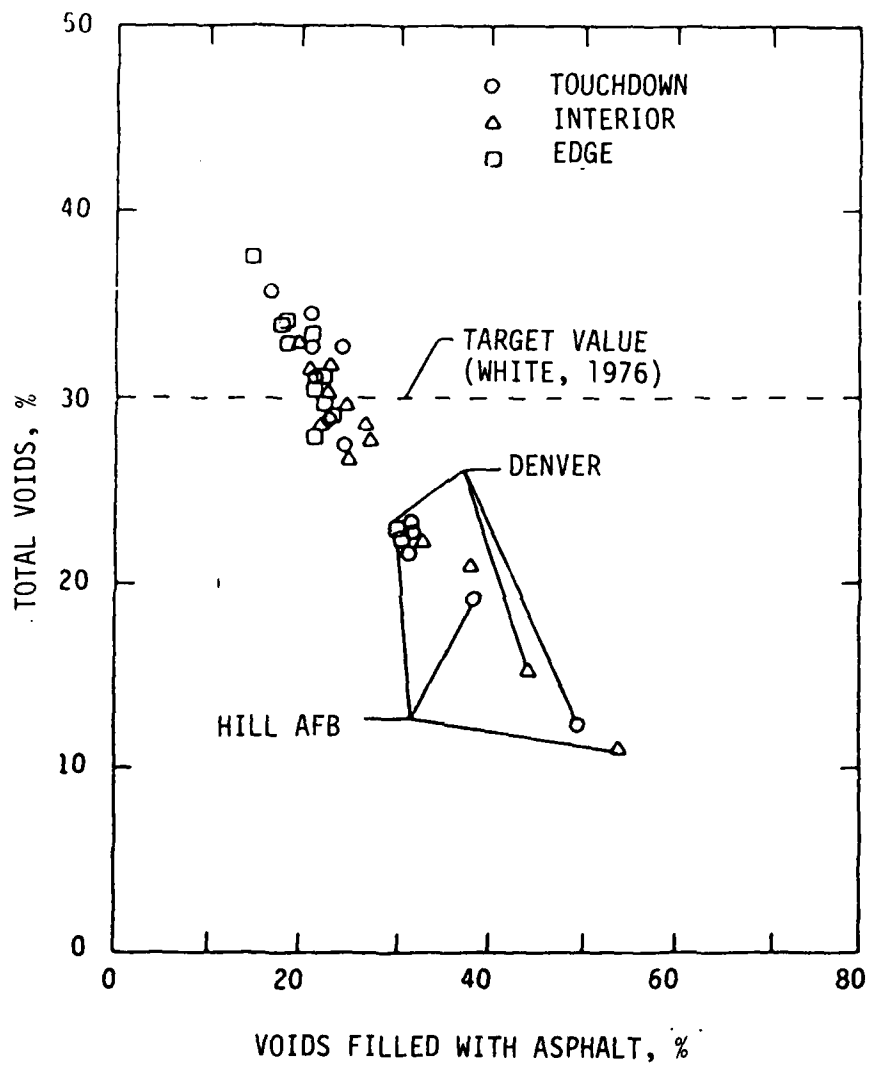 50
TOUCHDOWN
INTERIOR
EDGE
40
TARGET VALUE
(WHITE, 1976)
30
TOTAL VOIDS, %
DENVER
20
HILL AFB
10
0
0 20 40 60 80
VOIDS FILLED WITH ASPHALT, %